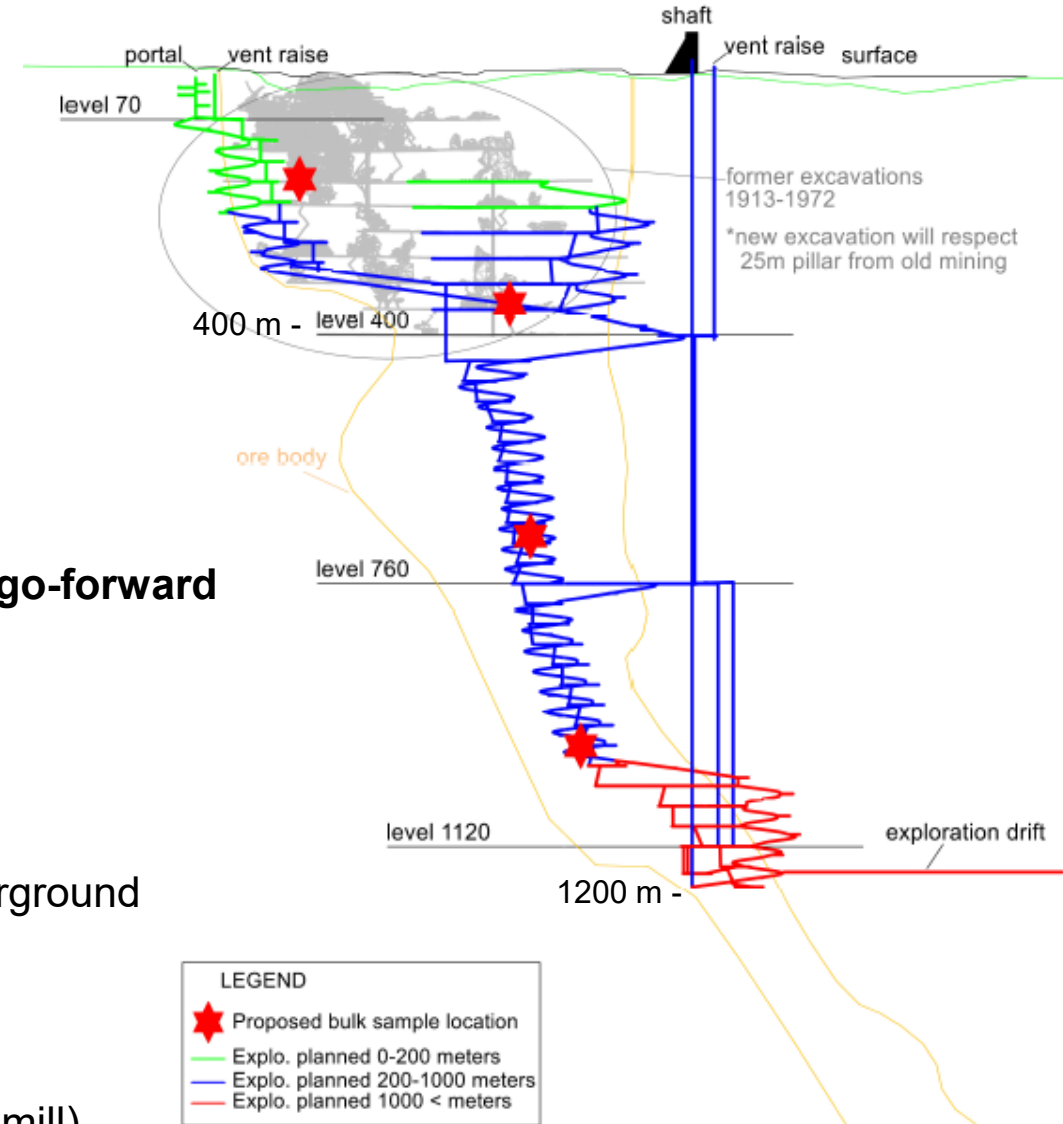 shaft
portal
vent raise
vent raise
surface
level 70
former excavations
1913-1972
*new excavation will respect
25m pillar from old mining
400 m -
level 400
ore body
go-forward
level 760
level 1120
exploration drift
rground
1200 m -
LEGEND
Proposed bulk sample location
Explo. planned 0-200 meters
Explo. planned 200-1000 meters
Explo. planned 1000 < meters
mill)